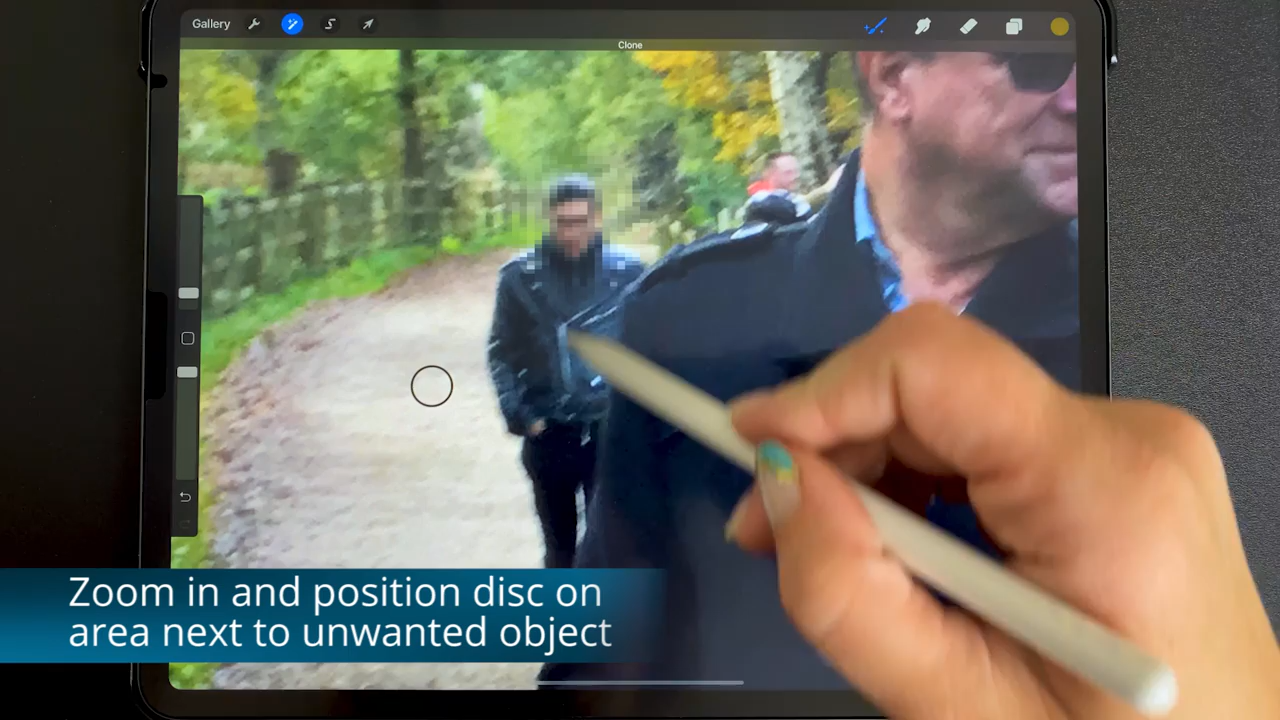 Gallery
Clone
Zoom in and position disc on
area next to unwanted object